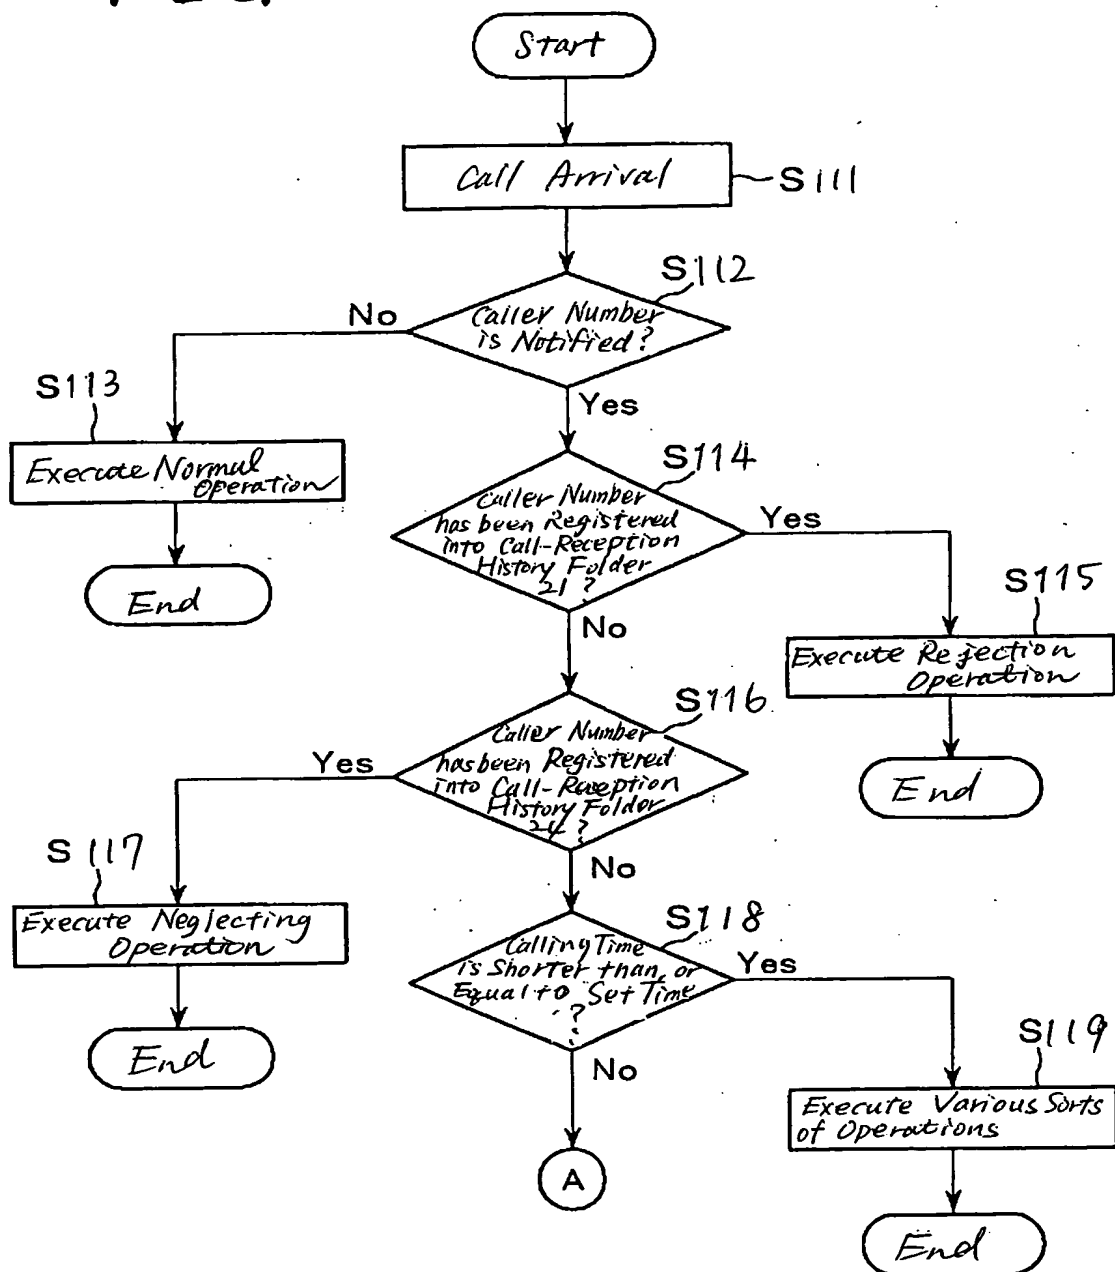 Start
Call Arrival
S111
S112
Caller Number
is Notified?
No
Yes
S113
Execute Normul
Operation
End
S114
Caller Number
has been Registered
into Call-Reception
History Folder
21 ?
Yes
No
S115
Execute Rejection
Operation
End
S116
Caller Number
has been Registered
into Call-Reception
History Folder
24 ?
Yes
No
S117
Execute Neglecting
Operation
End
S118
Calling Time
is Shorter than, or
Equal to Set Time
?
Yes
No
S119
Execute Various Sorts
of Operations
End
A